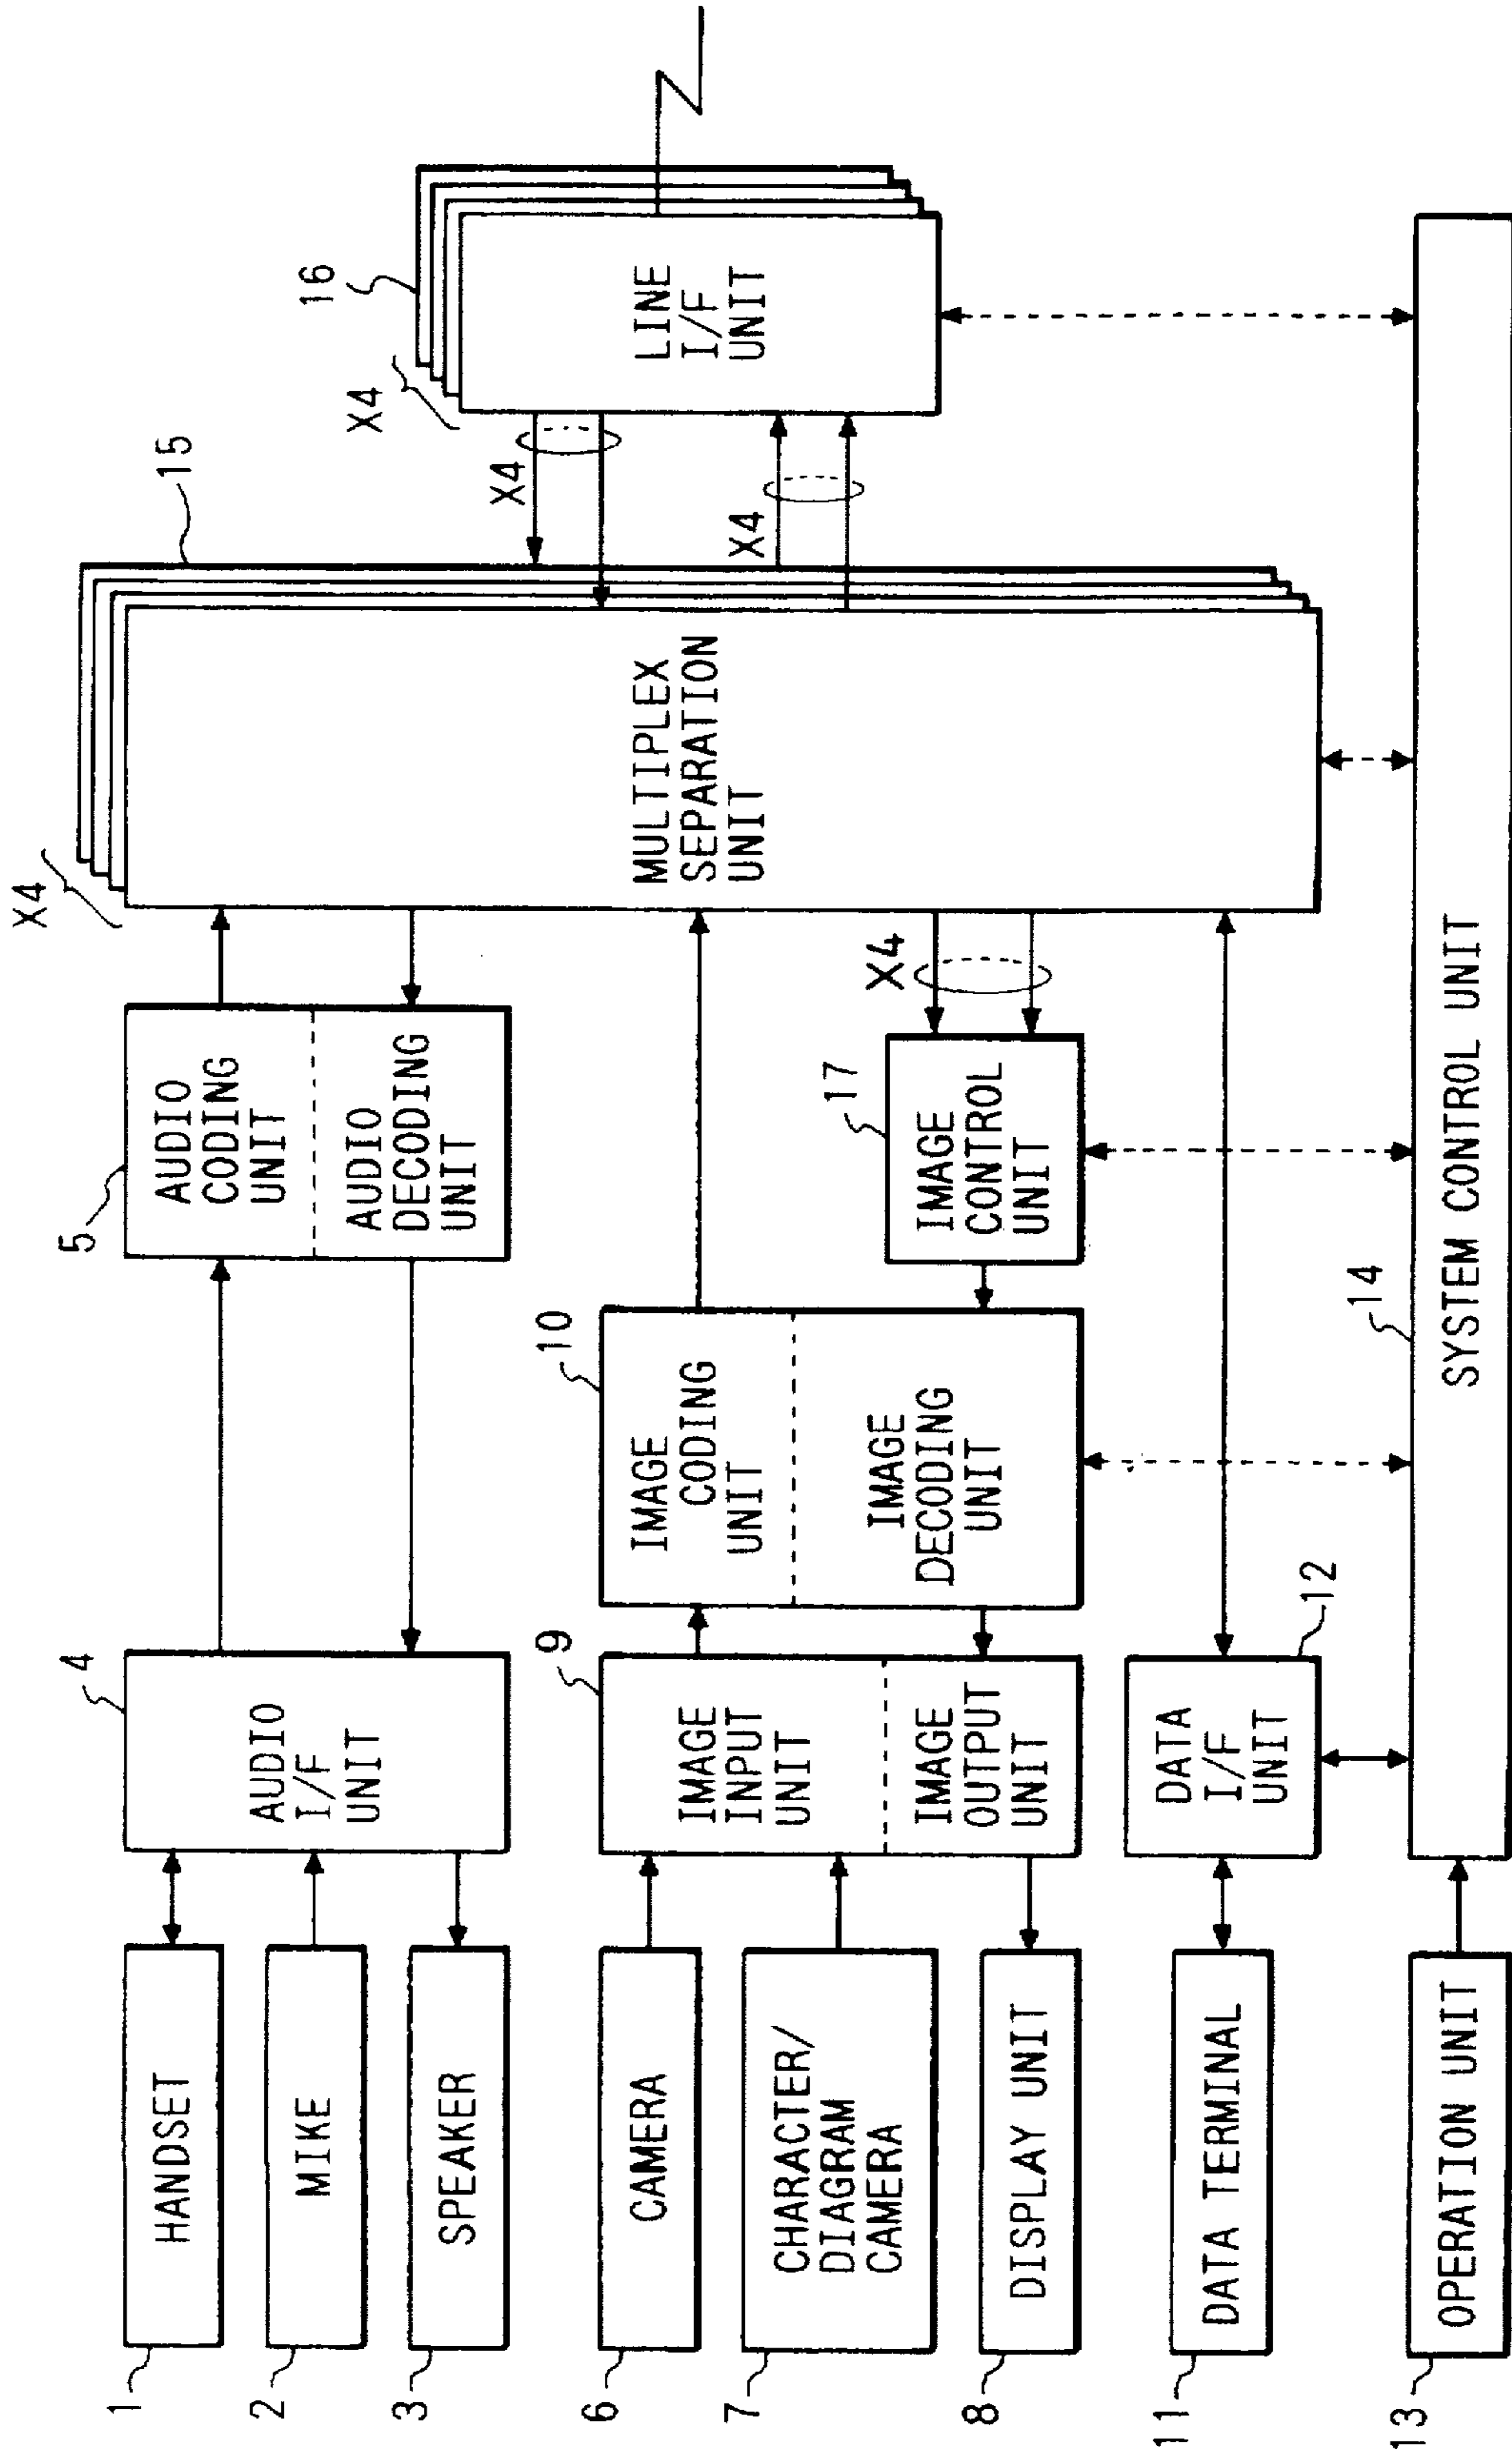 1
HANDSET
2
MIKE
3
SPEAKER
4
AUDIO
I/F
UNIT
5
AUDIO
CODING
UNIT
AUDIO
DECODING
UNIT
6
CAMERA
7
CHARACTER/
DIAGRAM
CAMERA
8
DISPLAY UNIT
9
IMAGE
INPUT
UNIT
IMAGE
OUTPUT
UNIT
10
IMAGE
CODING
UNIT
IMAGE
DECODING
UNIT
17
IMAGE
CONTROL
UNIT
X4
X4
15
MULTIPLEX
SEPARATION
UNIT
X4
X4
X4
16
LINE
I/F
UNIT
11
DATA TERMINAL
12
DATA
I/F
UNIT
13
OPERATION UNIT
14
SYSTEM CONTROL UNIT